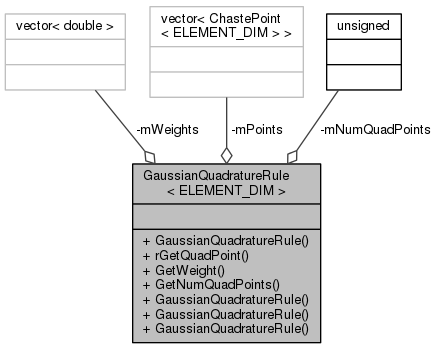 vector< double >
vector< ChastePoint
< ELEMENT_DIM > >
unsigned
-mWeights
-mPoints
-mNumQuadPoints
GaussianQuadratureRule
< ELEMENT_DIM >
+ GaussianQuadratureRule()
+ rGetQuadPoint()
+ GetWeight()
+ GetNumQuadPoints()
+ GaussianQuadratureRule()
+ GaussianQuadratureRule()
+ GaussianQuadratureRule()